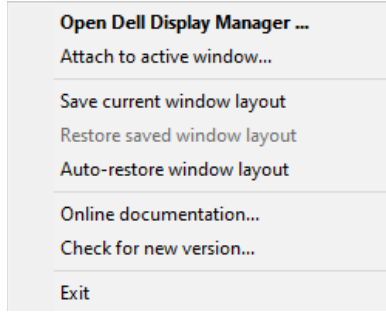 Open Dell Display Manager ...
Attach to active window...
Save current window layout
Restore saved window layout
Auto-restore window layout
Online documentation...
Check for new version...
Exit